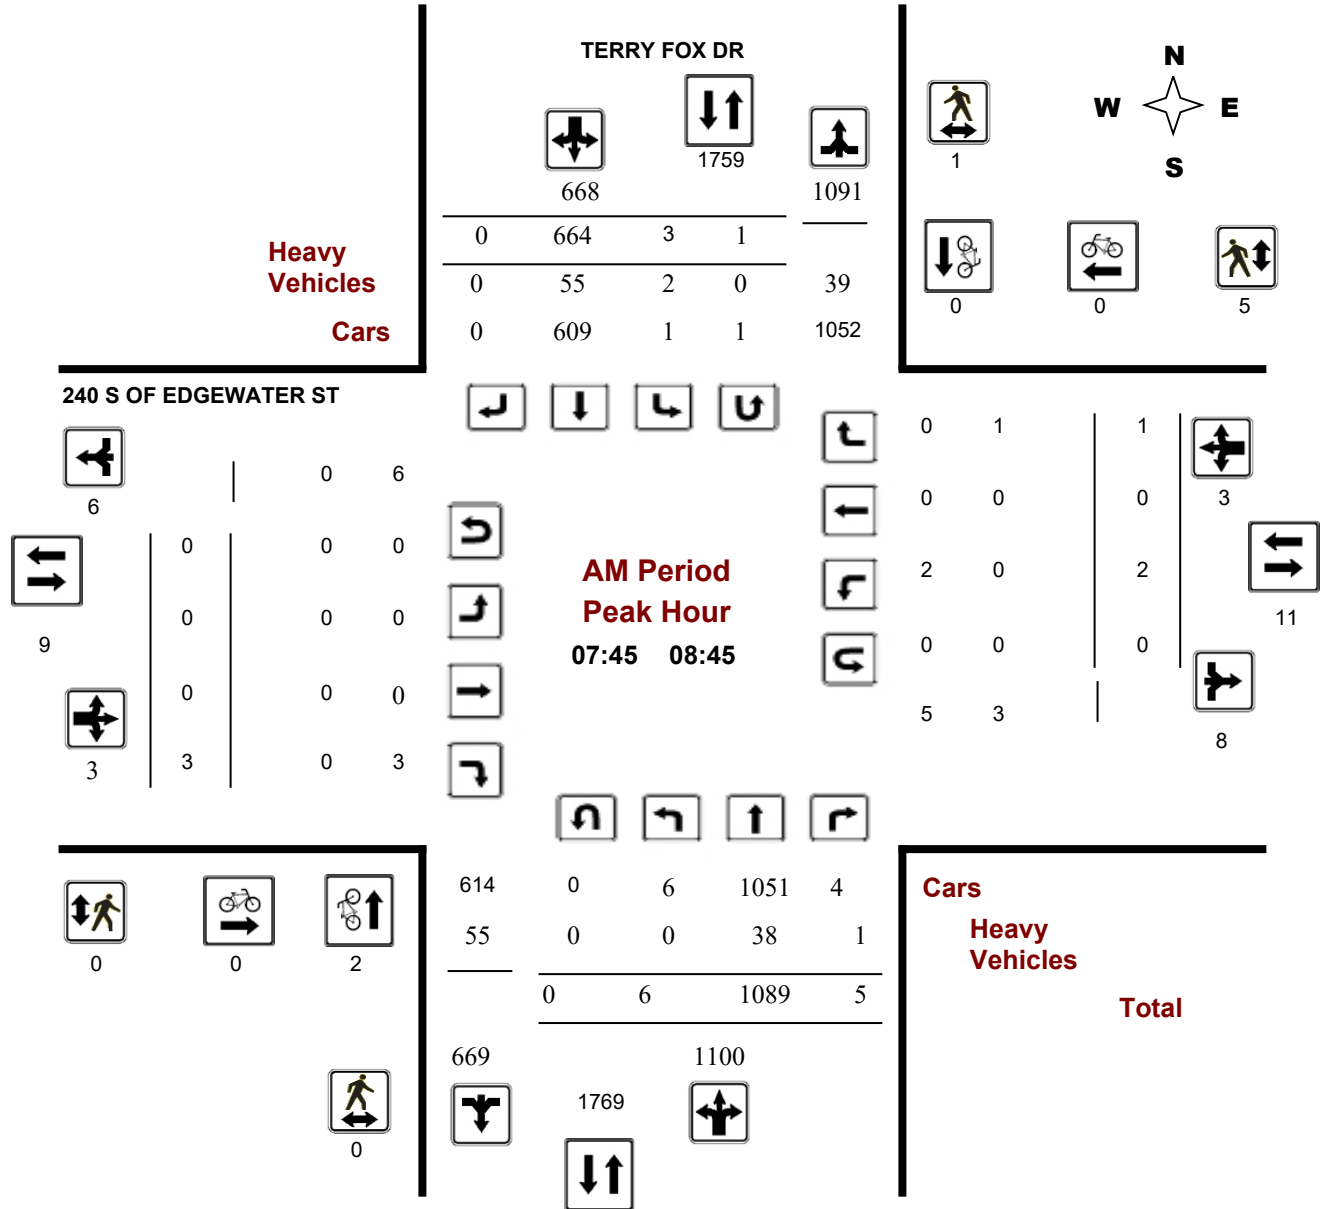 TERRY FOX DR
N
W E
S
1759
1
668 1091
0 664 3 1
Heavy
Vehicles 0 55 2 0 39
Cars 0 609 1 1 1052
0 0 5
240 S OF EDGEWATER ST
0 1 1
0 6
6
0 0 0 3
0 0 0
AM Period
2 0 2
Peak Hour
0 0 0
11
9
07:45 08:45
0 0 0
0 0 0
5 3
8
3 3 0 3
614 0 6 1051 4 Cars
55 0 0 38 1 Heavy
Vehicles
0 0 2
0 6 1089 5 Total
669 1100
1769
0